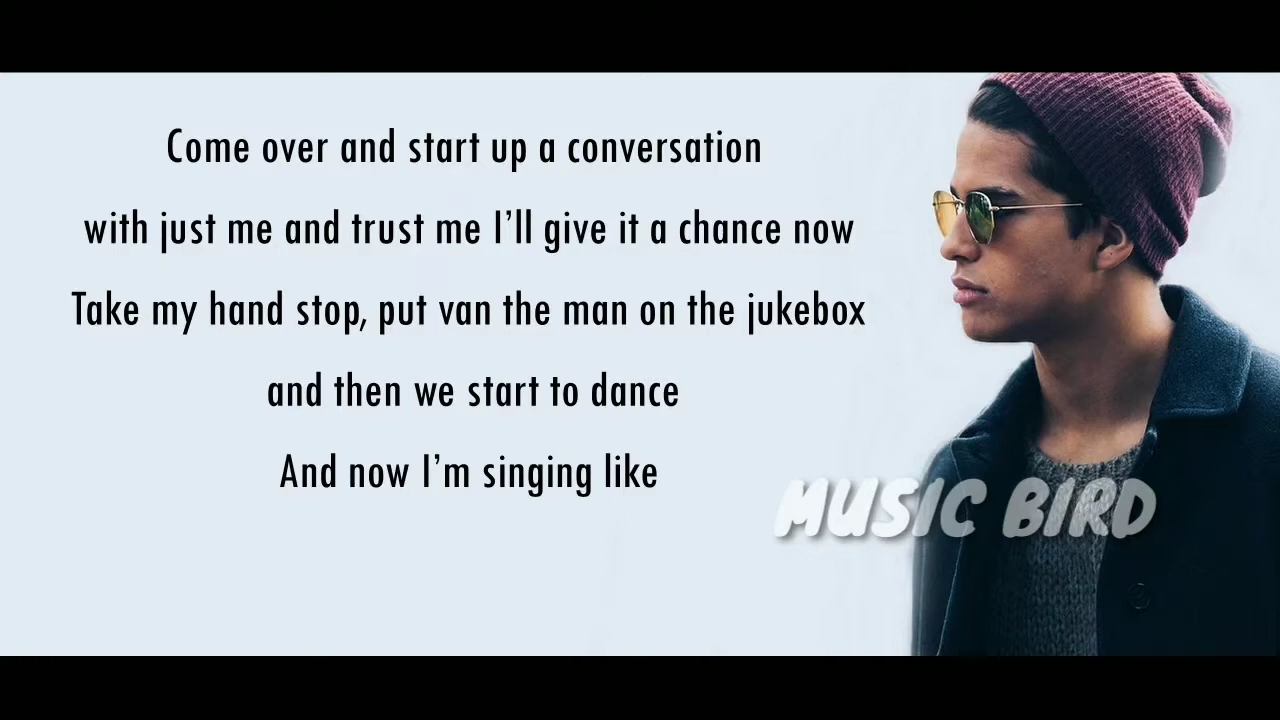 Come over and start up a conversation
with just me and trust me I’ll give it a chance now
Take my hand stop, put van the man on the jukebox
and then we start to dance
And now I’m singing like
MUSIC BIRD